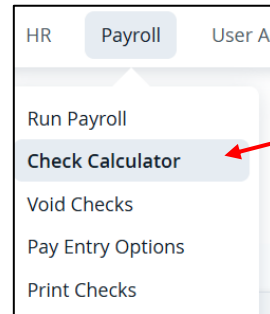 HR Payroll User A
Run Payroll
Check Calculator
Void Checks
Pay Entry Options
Print Checks